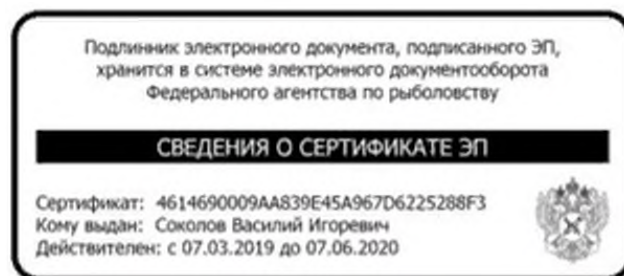 Подлинник электронного документа, подписанного ЭП,
хранится в системе электронного документооборота
Федерального агентства по рыболовству
СВЕДЕНИЯ О СЕРТИФИКАТЕ ЭП
Сертификат: 4614690009AA839E45A967D6225288F3
Кому выдан: Соколов Василий Игоревич
Действителен: с 07.03.2019 до 07.06.2020